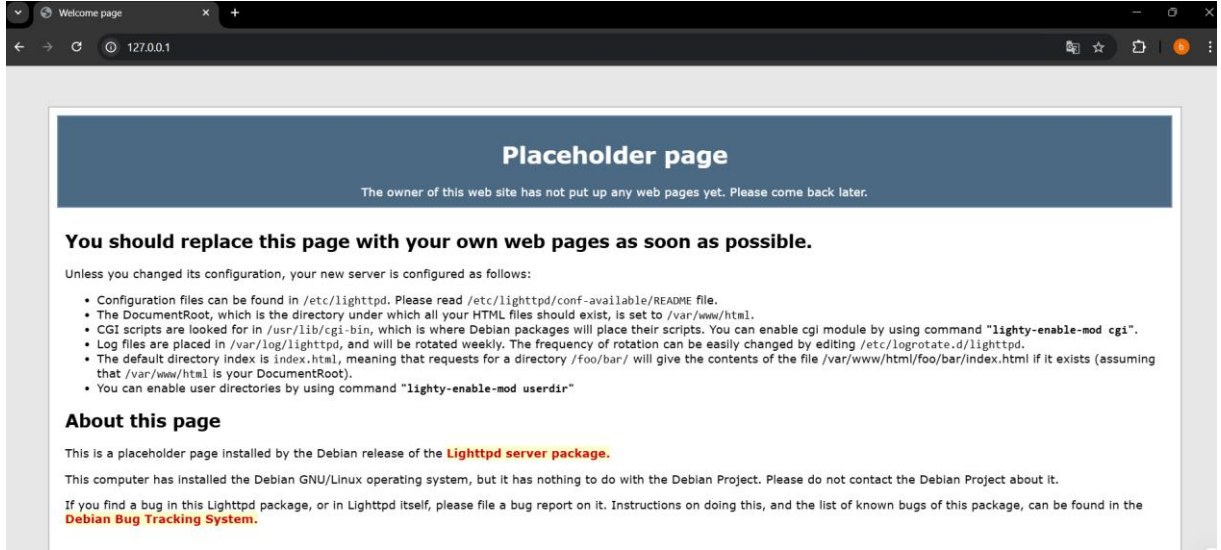 Welcome page
127.0.0.1
b
Placeholder page
The owner of this web site has not put up any web pages yet. Please come back later.
You should replace this page with your own web pages as soon as possible.
Unless you changed its configuration, your new server is configured as follows:
• Configuration files can be found in /etc/lighttpd. Please read /etc/lighttpd/conf-available/README file.
• The DocumentRoot, which is the directory under which all your HTML files should exist, is set to /var/www/html.
• CGI scripts are looked for in /usr/lib/cgi-bin, which is where Debian packages will place their scripts. You can enable cgi module by using command "lighty-enable-mod cgi".
• Log files are placed in /var/log/lighttpd, and will be rotated weekly. The frequency of rotation can be easily changed by editing /etc/logrotate.d/lighttpd.
• The default directory index is index.html, meaning that requests for a directory /foo/bar/ will give the contents of the file /var/www/html/foo/bar/index.html if it exists (assuming
that /var/www/html is your DocumentRoot).
• You can enable user directories by using command "lighty-enable-mod userdir"
About this page
This is a placeholder page installed by the Debian release of the Lighttpd server package.
This computer has installed the Debian GNU/Linux operating system, but it has nothing to do with the Debian Project. Please do not contact the Debian Project about it.
If you find a bug in this Lighttpd package, or in Lighttpd itself, please file a bug report on it. Instructions on doing this, and the list of known bugs of this package, can be found in the
Debian Bug Tracking System.